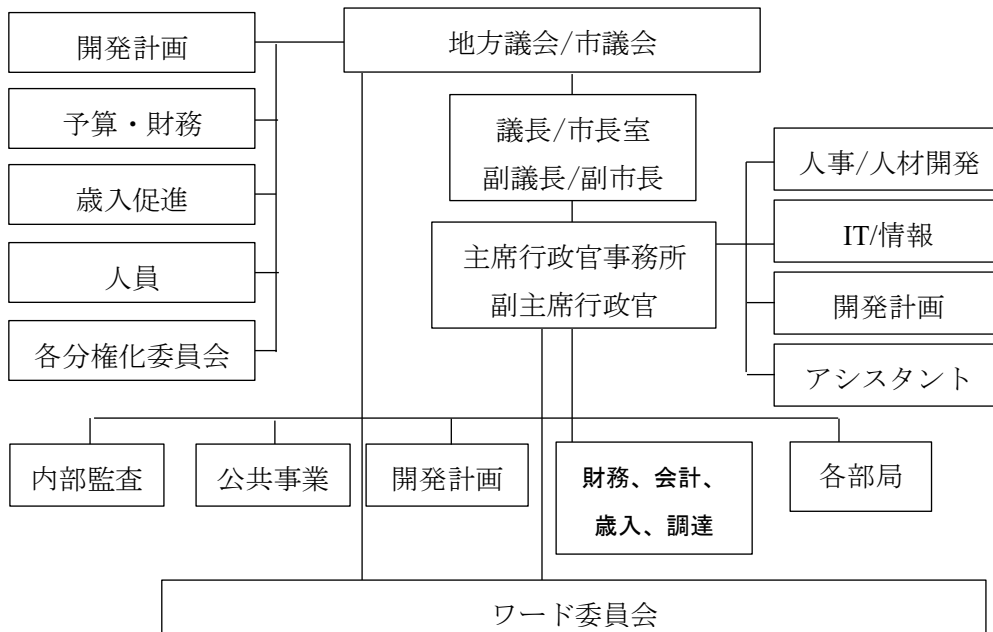 開発計画
予算・財務
歳入促進
人員
各分権化委員会
地方議会/市議会
議長/市長室
副議長/副市長
主席行政官事務所
副主席行政官
人事/人材開発
IT/情報
開発計画
アシスタント
内部監査
公共事業
開発計画
財務、会計、
歳入、調達
各部局
ワード委員会